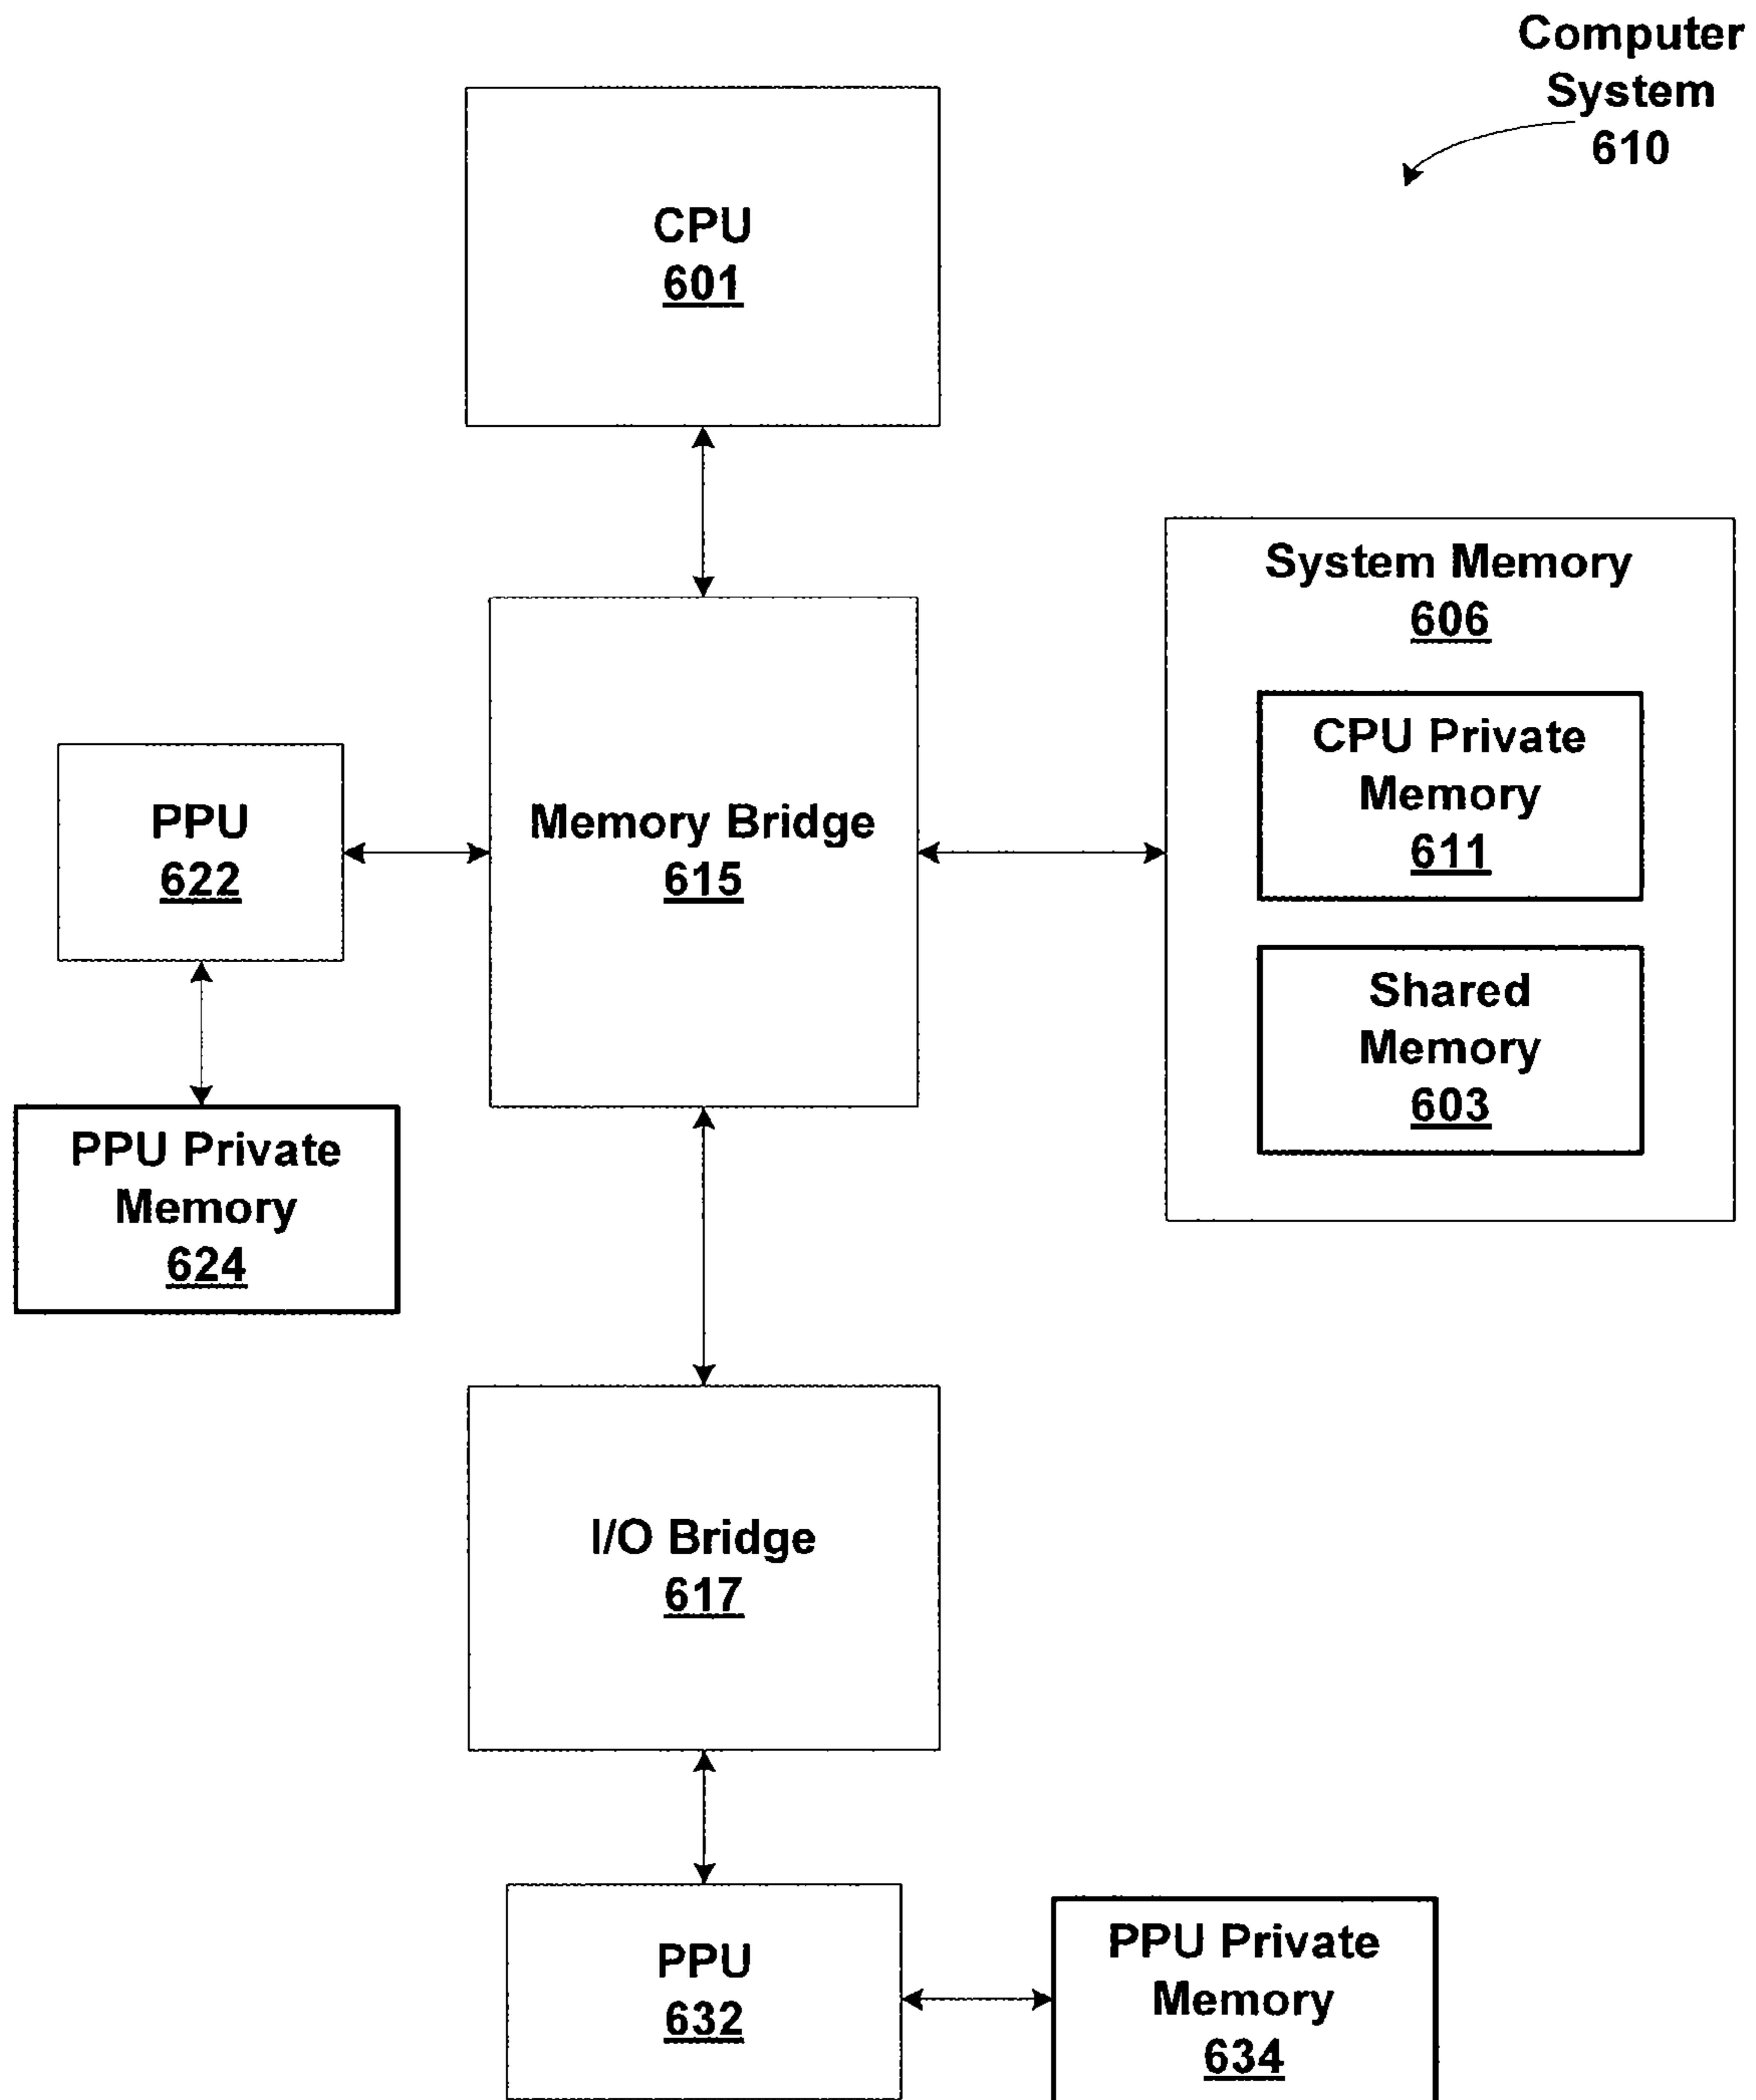 Computer
System
610
CPU
601
System Memory
606
CPU Private
Memory
611
Shared
Memory
603
Memory Bridge
615
PPU
622
PPU Private
Memory
624
I/O Bridge
617
PPU
632
PPU Private
Memory
634